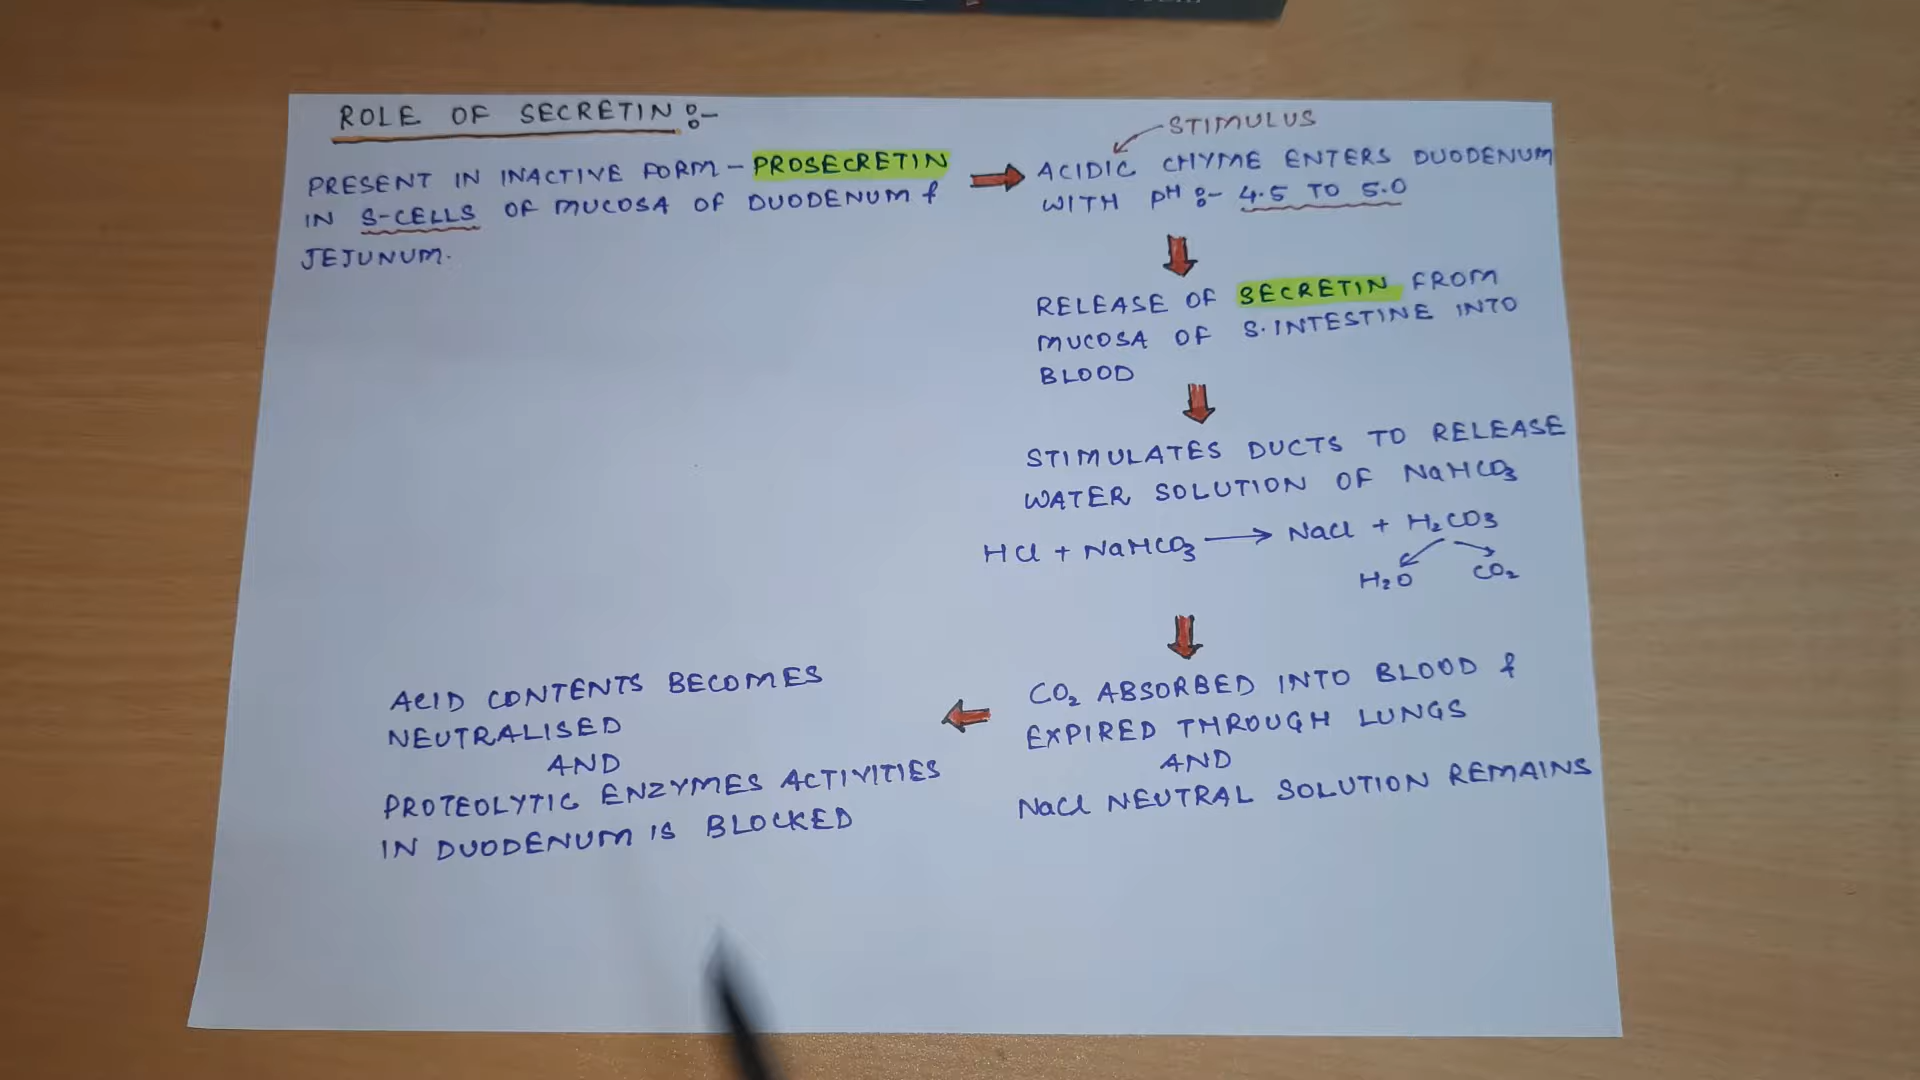 ROLE OF SECRETIN :-
PRESENT IN INACTIVE FORM - PROSECRETIN
IN S-CELLS OF MUCOSA OF DUODENUM &
JEJUNUM.
STIMULUS
ACIDIC CHYME ENTERS DUODENUM
WITH pH :- 4.5 TO 5.0
RELEASE OF SECRETIN FROM
MUCOSA OF S.INTESTINE INTO
BLOOD
STIMULATES DUCTS TO RELEASE
WATER SOLUTION OF NaHCO3
HCl + NaHCO3 → NaCl + H2CO3
H2O CO2
CO2 ABSORBED INTO BLOOD &
EXPIRED THROUGH LUNGS
AND
NaCl NEUTRAL SOLUTION REMAINS
ACID CONTENTS BECOMES
NEUTRALISED
AND
PROTEOLYTIC ENZYMES ACTIVITIES
IN DUODENUM IS BLOCKED